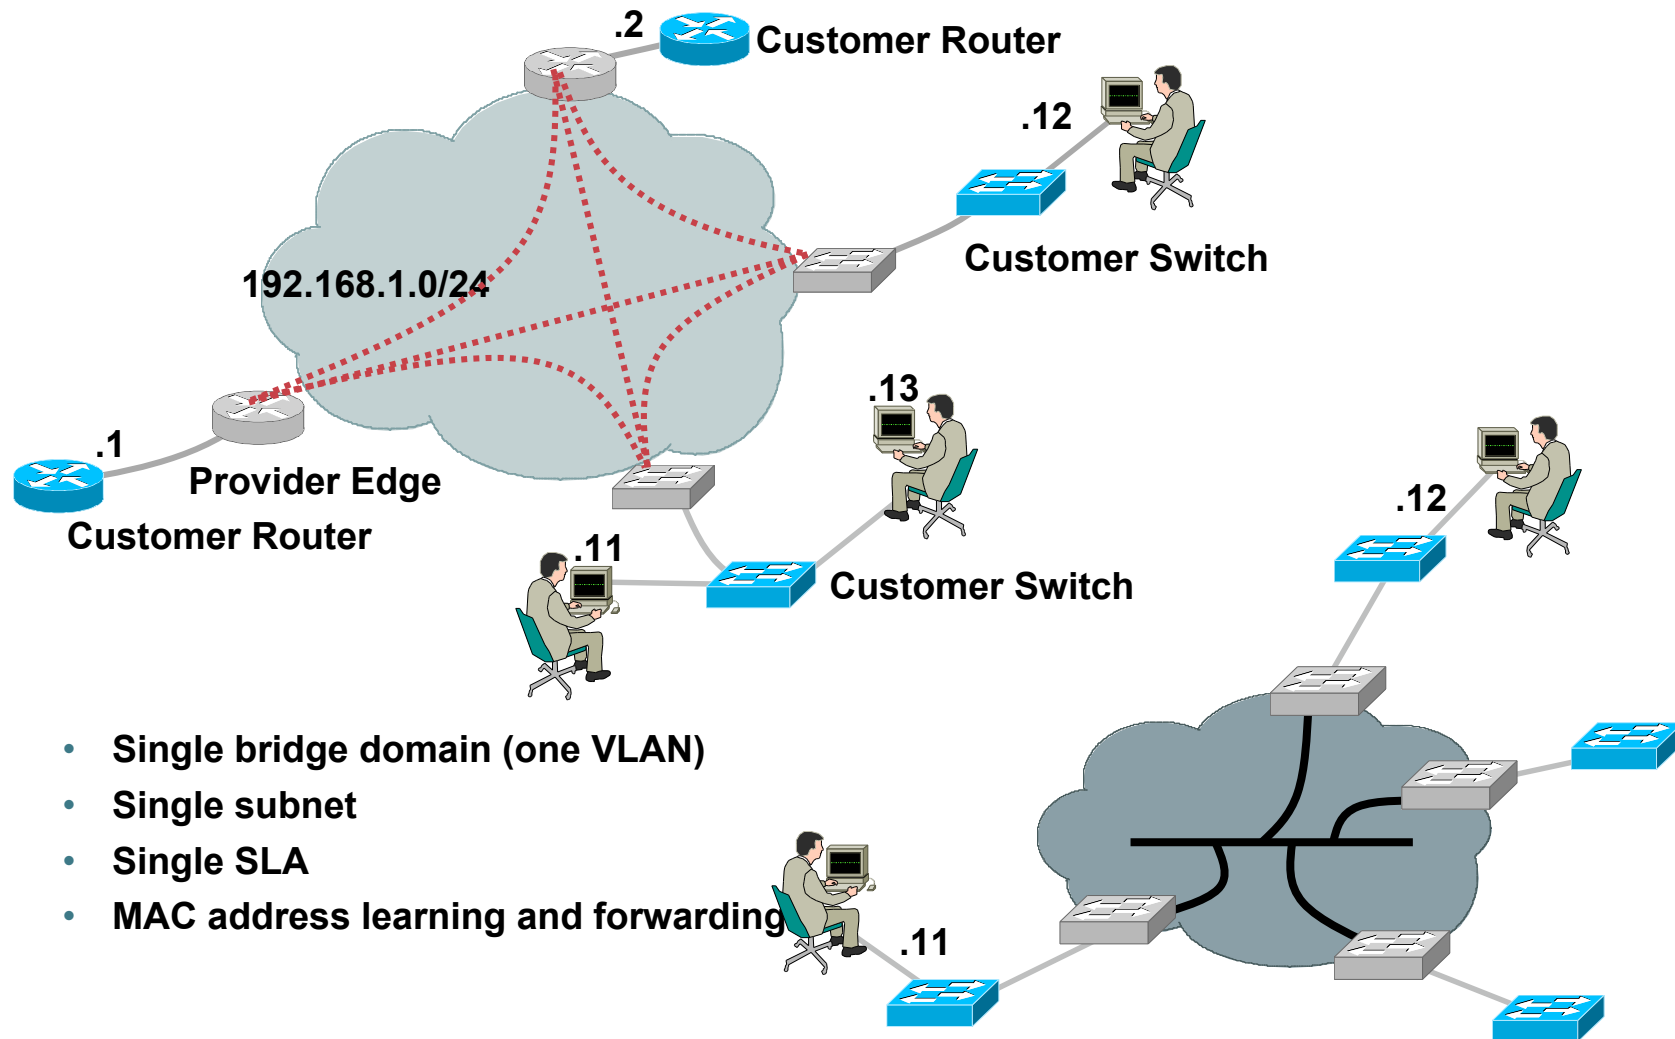 .2
Customer Router
.12
Customer Switch
192.168.1.0/24
.13
.1
Provider Edge
Customer Router
.12
.11
Customer Switch
• Single bridge domain (one VLAN)
• Single subnet
• Single SLA
• MAC address learning and forwarding
.11